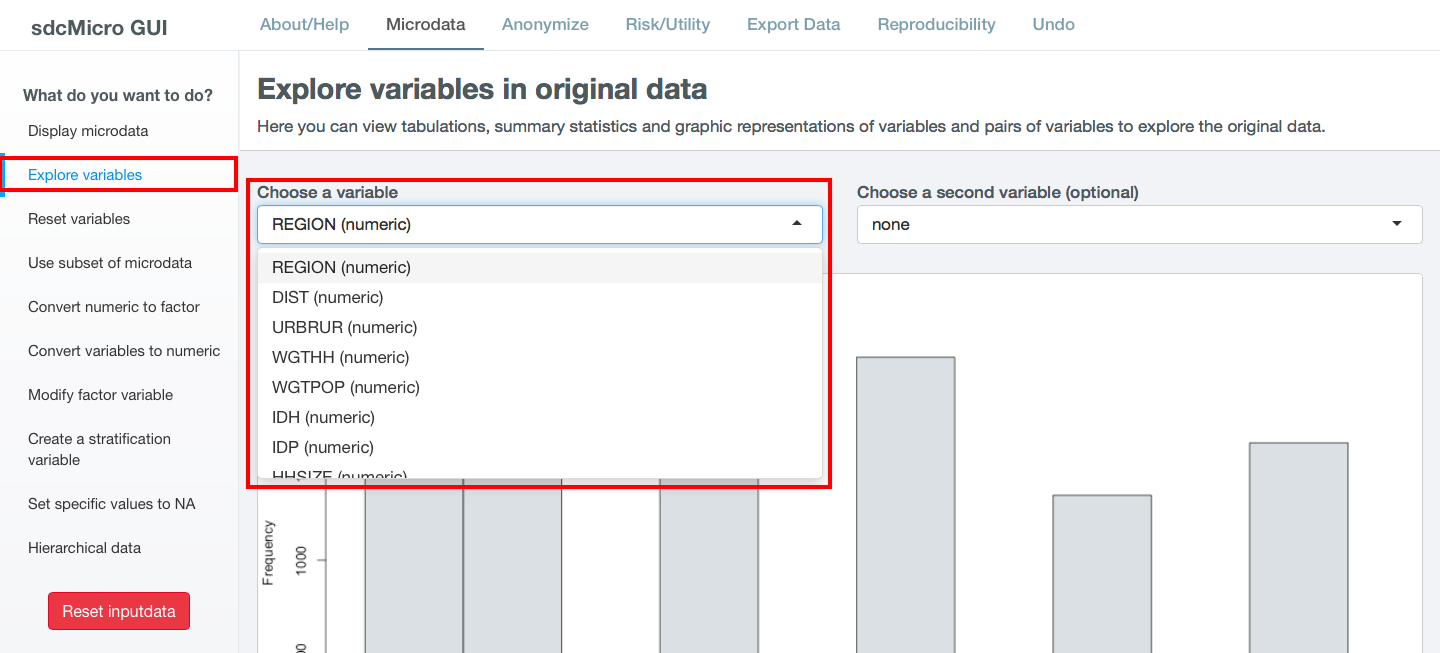 sdcMicro GUI
About/Help
Microdata
Anonymize
Risk/Utility
Export Data
Reproducibility
Undo
What do you want to do?
Display microdata
Explore variables
Reset variables
Use subset of microdata
Convert numeric to factor
Convert variables to numeric
Modify factor variable
Create a stratification
variable
Set specific values to NA
Hierarchical data
Reset inputdata
Explore variables in original data
Here you can view tabulations, summary statistics and graphic representations of variables and pairs of variables to explore the original data.
Choose a variable
REGION (numeric)
REGION (numeric)
DIST (numeric)
URBRUR (numeric)
WGTHH (numeric)
WGTPOP (numeric)
IDH (numeric)
IDP (numeric)
HHSIZE (numeric)
Choose a second variable (optional)
none
Frequency
1000